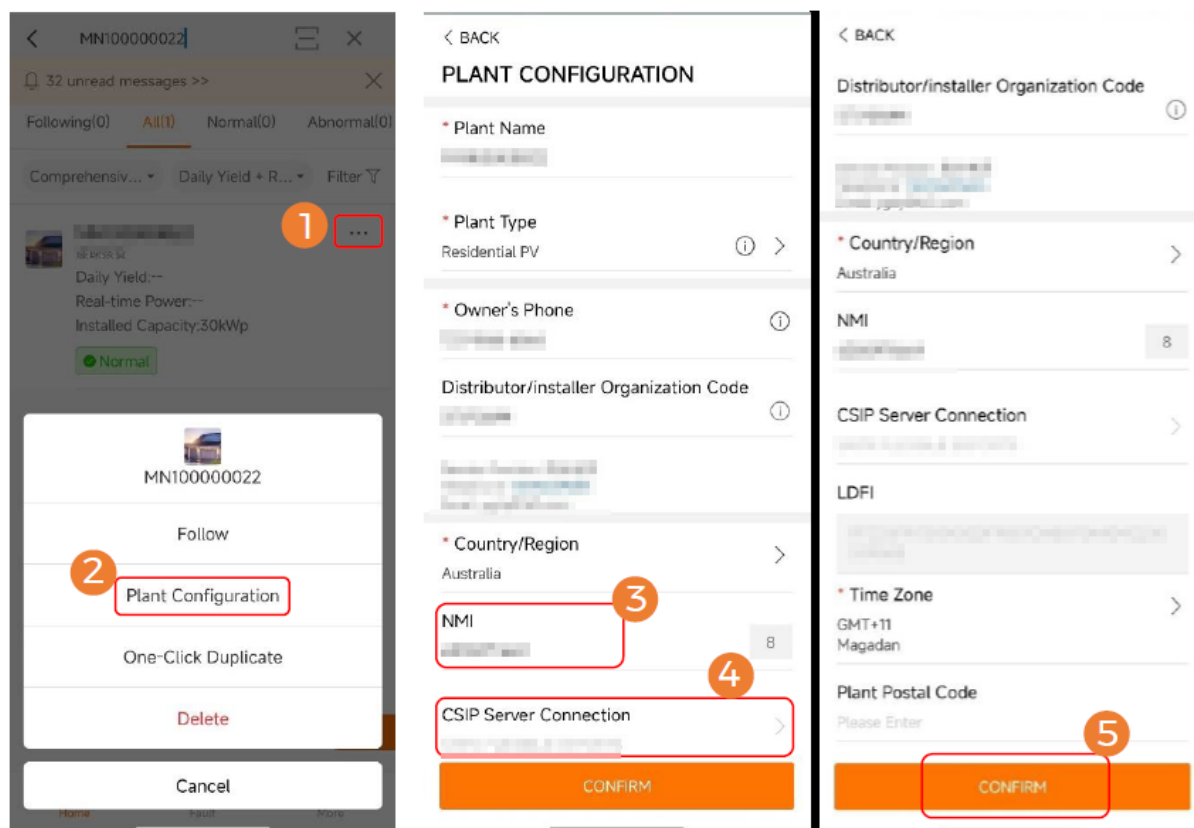 MN100000022
32 unread messages >>
Following(0) All(1) Normal(0) Abnormal(0)
Comprehensiv... Daily Yield + R... Filter
1
...
Daily Yield:--
Real-time Power:--
Installed Capacity:30kWp
Normal
MN100000022
Follow
2
Plant Configuration
One-Click Duplicate
Delete
Cancel
Home Fault More
< BACK
PLANT CONFIGURATION
* Plant Name
* Plant Type
Residential PV
* Owner's Phone
Distributor/installer Organization Code
* Country/Region
Australia
3
NMI
8
4
CSIP Server Connection
CONFIRM
< BACK
Distributor/installer Organization Code
* Country/Region
Australia
NMI
8
CSIP Server Connection
LDFI
* Time Zone
GMT+11
Magadan
Plant Postal Code
Please Enter
5
CONFIRM